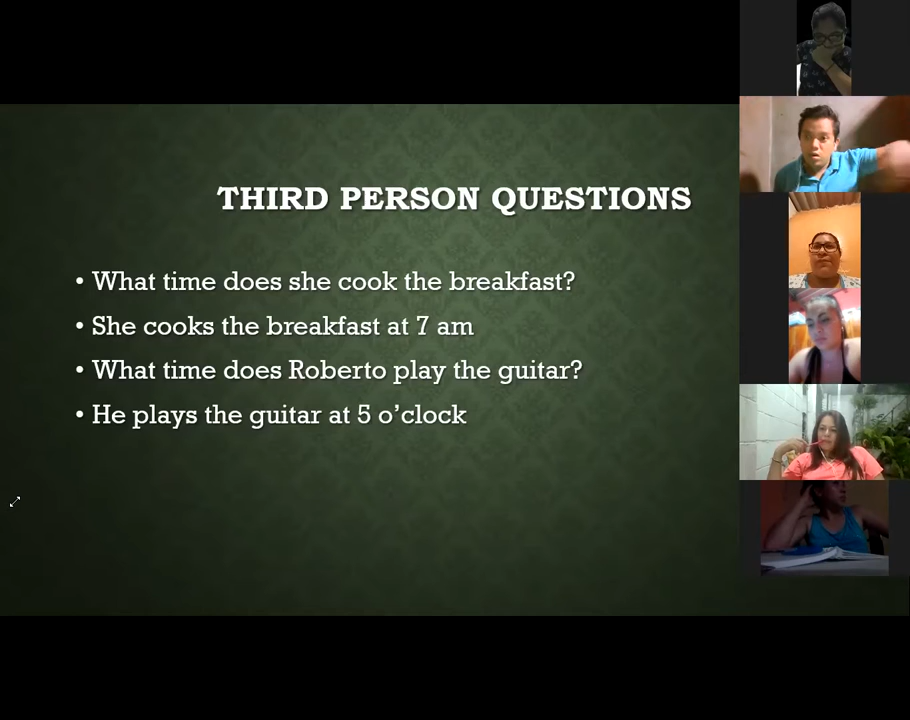 THIRD PERSON QUESTIONS
• What time does she cook the breakfast?
• She cooks the breakfast at 7 am
• What time does Roberto play the guitar?
• He plays the guitar at 5 o’clock